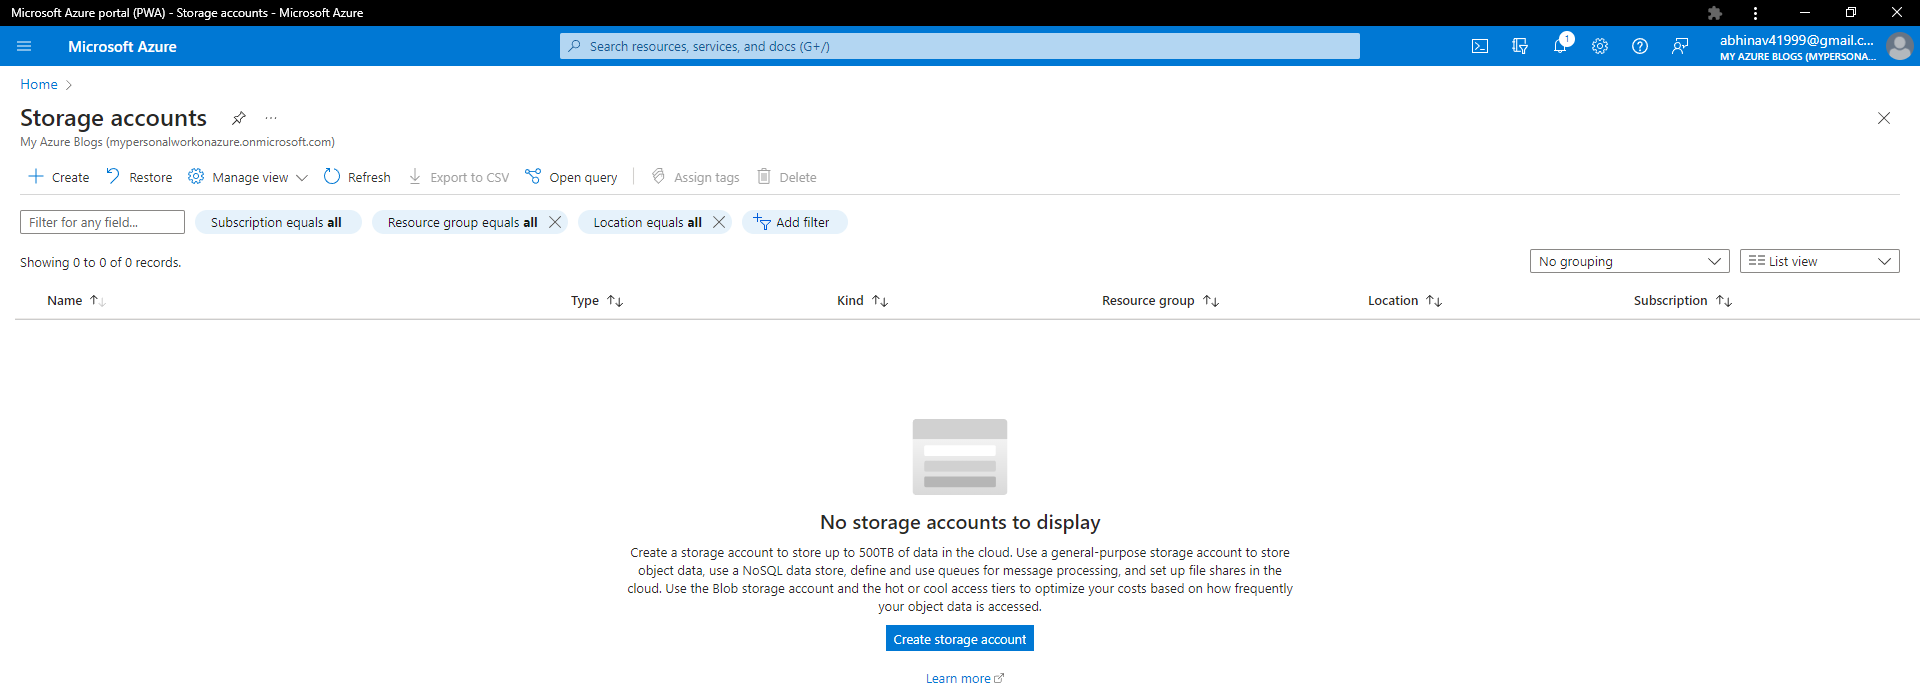 Microsoft Azure portal (PWA) - Storage accounts - Microsoft Azure
Microsoft Azure
Search resources, services, and docs (G+/)
1
abhinav41999@gmail.c...
MY AZURE BLOGS (MYPERSONA...
Home
Storage accounts
My Azure Blogs (mypersonalworkonazure.onmicrosoft.com)
Create Restore Manage view Refresh Export to CSV Open query Assign tags Delete
Filter for any field... Subscription equals all Resource group equals all Location equals all Add filter
Showing 0 to 0 of 0 records.
No grouping List view
Name Type Kind Resource group Location Subscription
No storage accounts to display
Create a storage account to store up to 500TB of data in the cloud. Use a general-purpose storage account to store
object data, use a NoSQL data store, define and use queues for message processing, and set up file shares in the
cloud. Use the Blob storage account and the hot or cool access tiers to optimize your costs based on how frequently
your object data is accessed.
Create storage account
Learn more